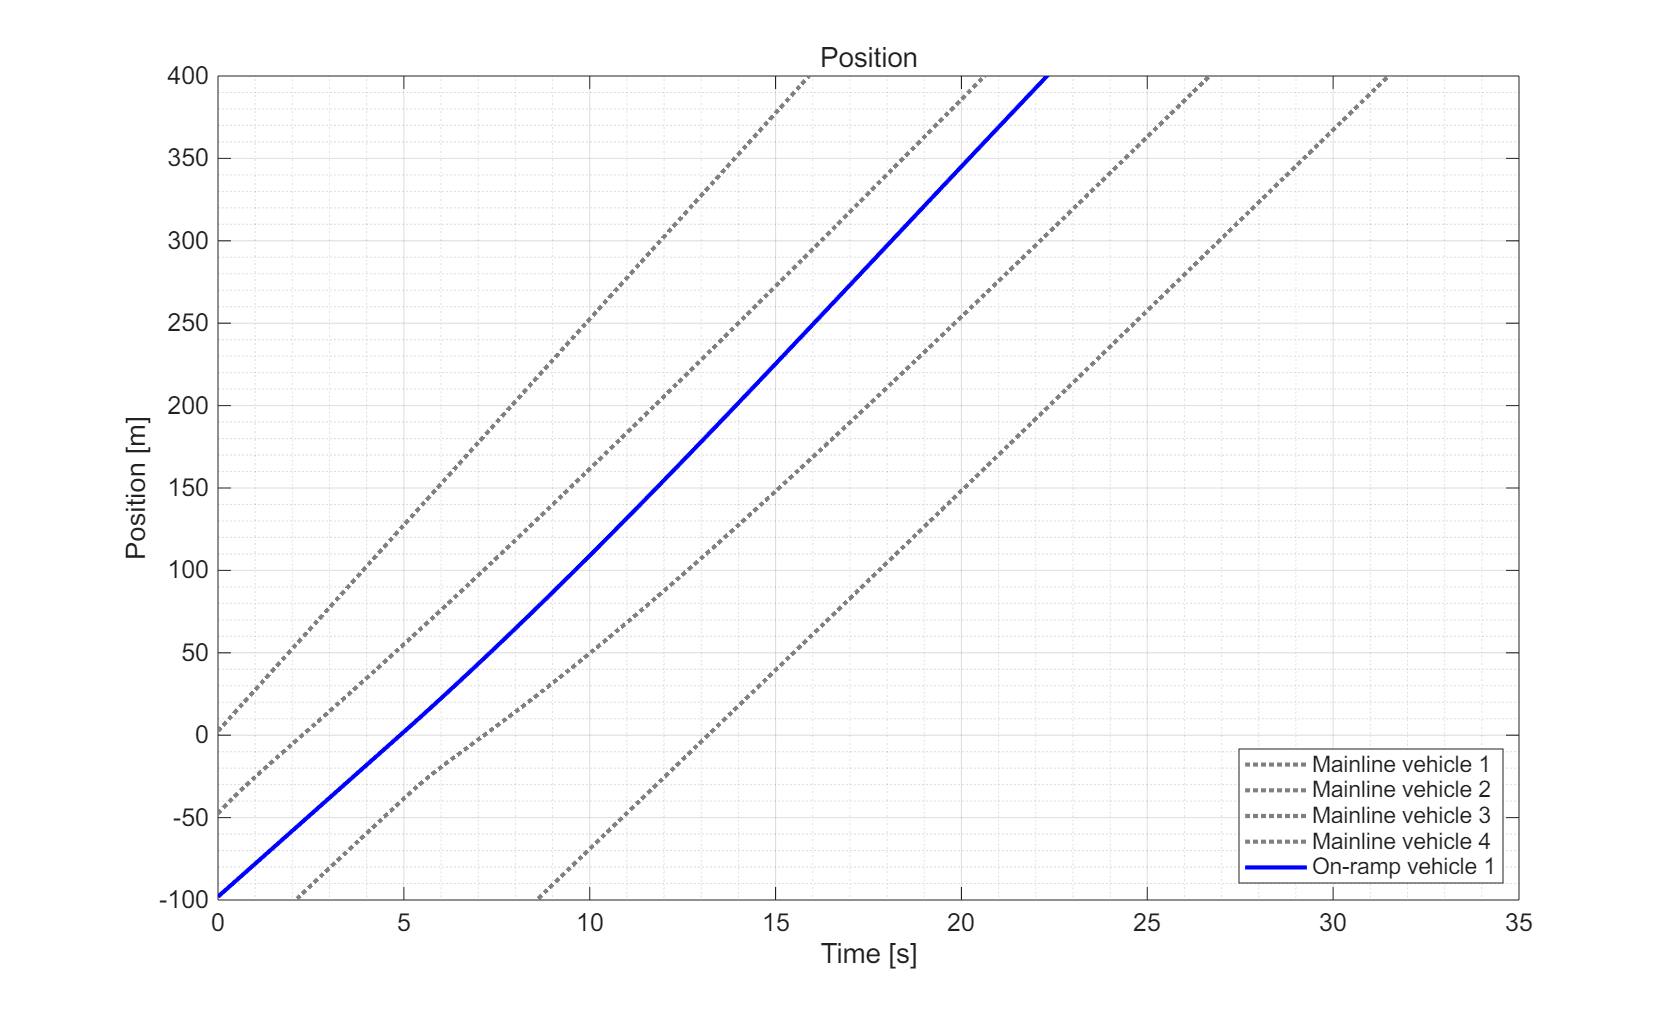 Position
400
350
300
250
200
150
100
50
0
-50
-100
Position [m]
0 5 10 15 20 25 30 35
Time [s]
Mainline vehicle 1
Mainline vehicle 2
Mainline vehicle 3
Mainline vehicle 4
On-ramp vehicle 1